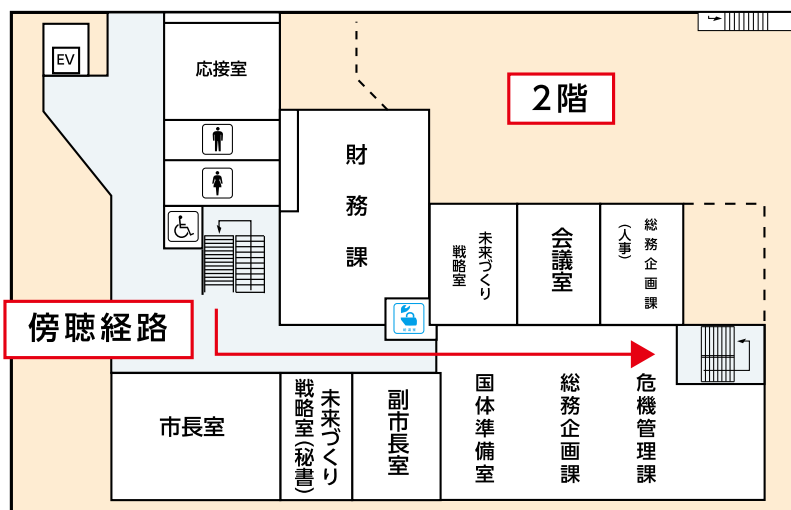 EV
応接室
2階
財務課
未来づくり
戦略室
会議室
総務企画課
(人事)
傍聴経路
市長室
未来づくり
戦略室(秘書)
副市長室
国体準備室
総務企画課
危機管理課